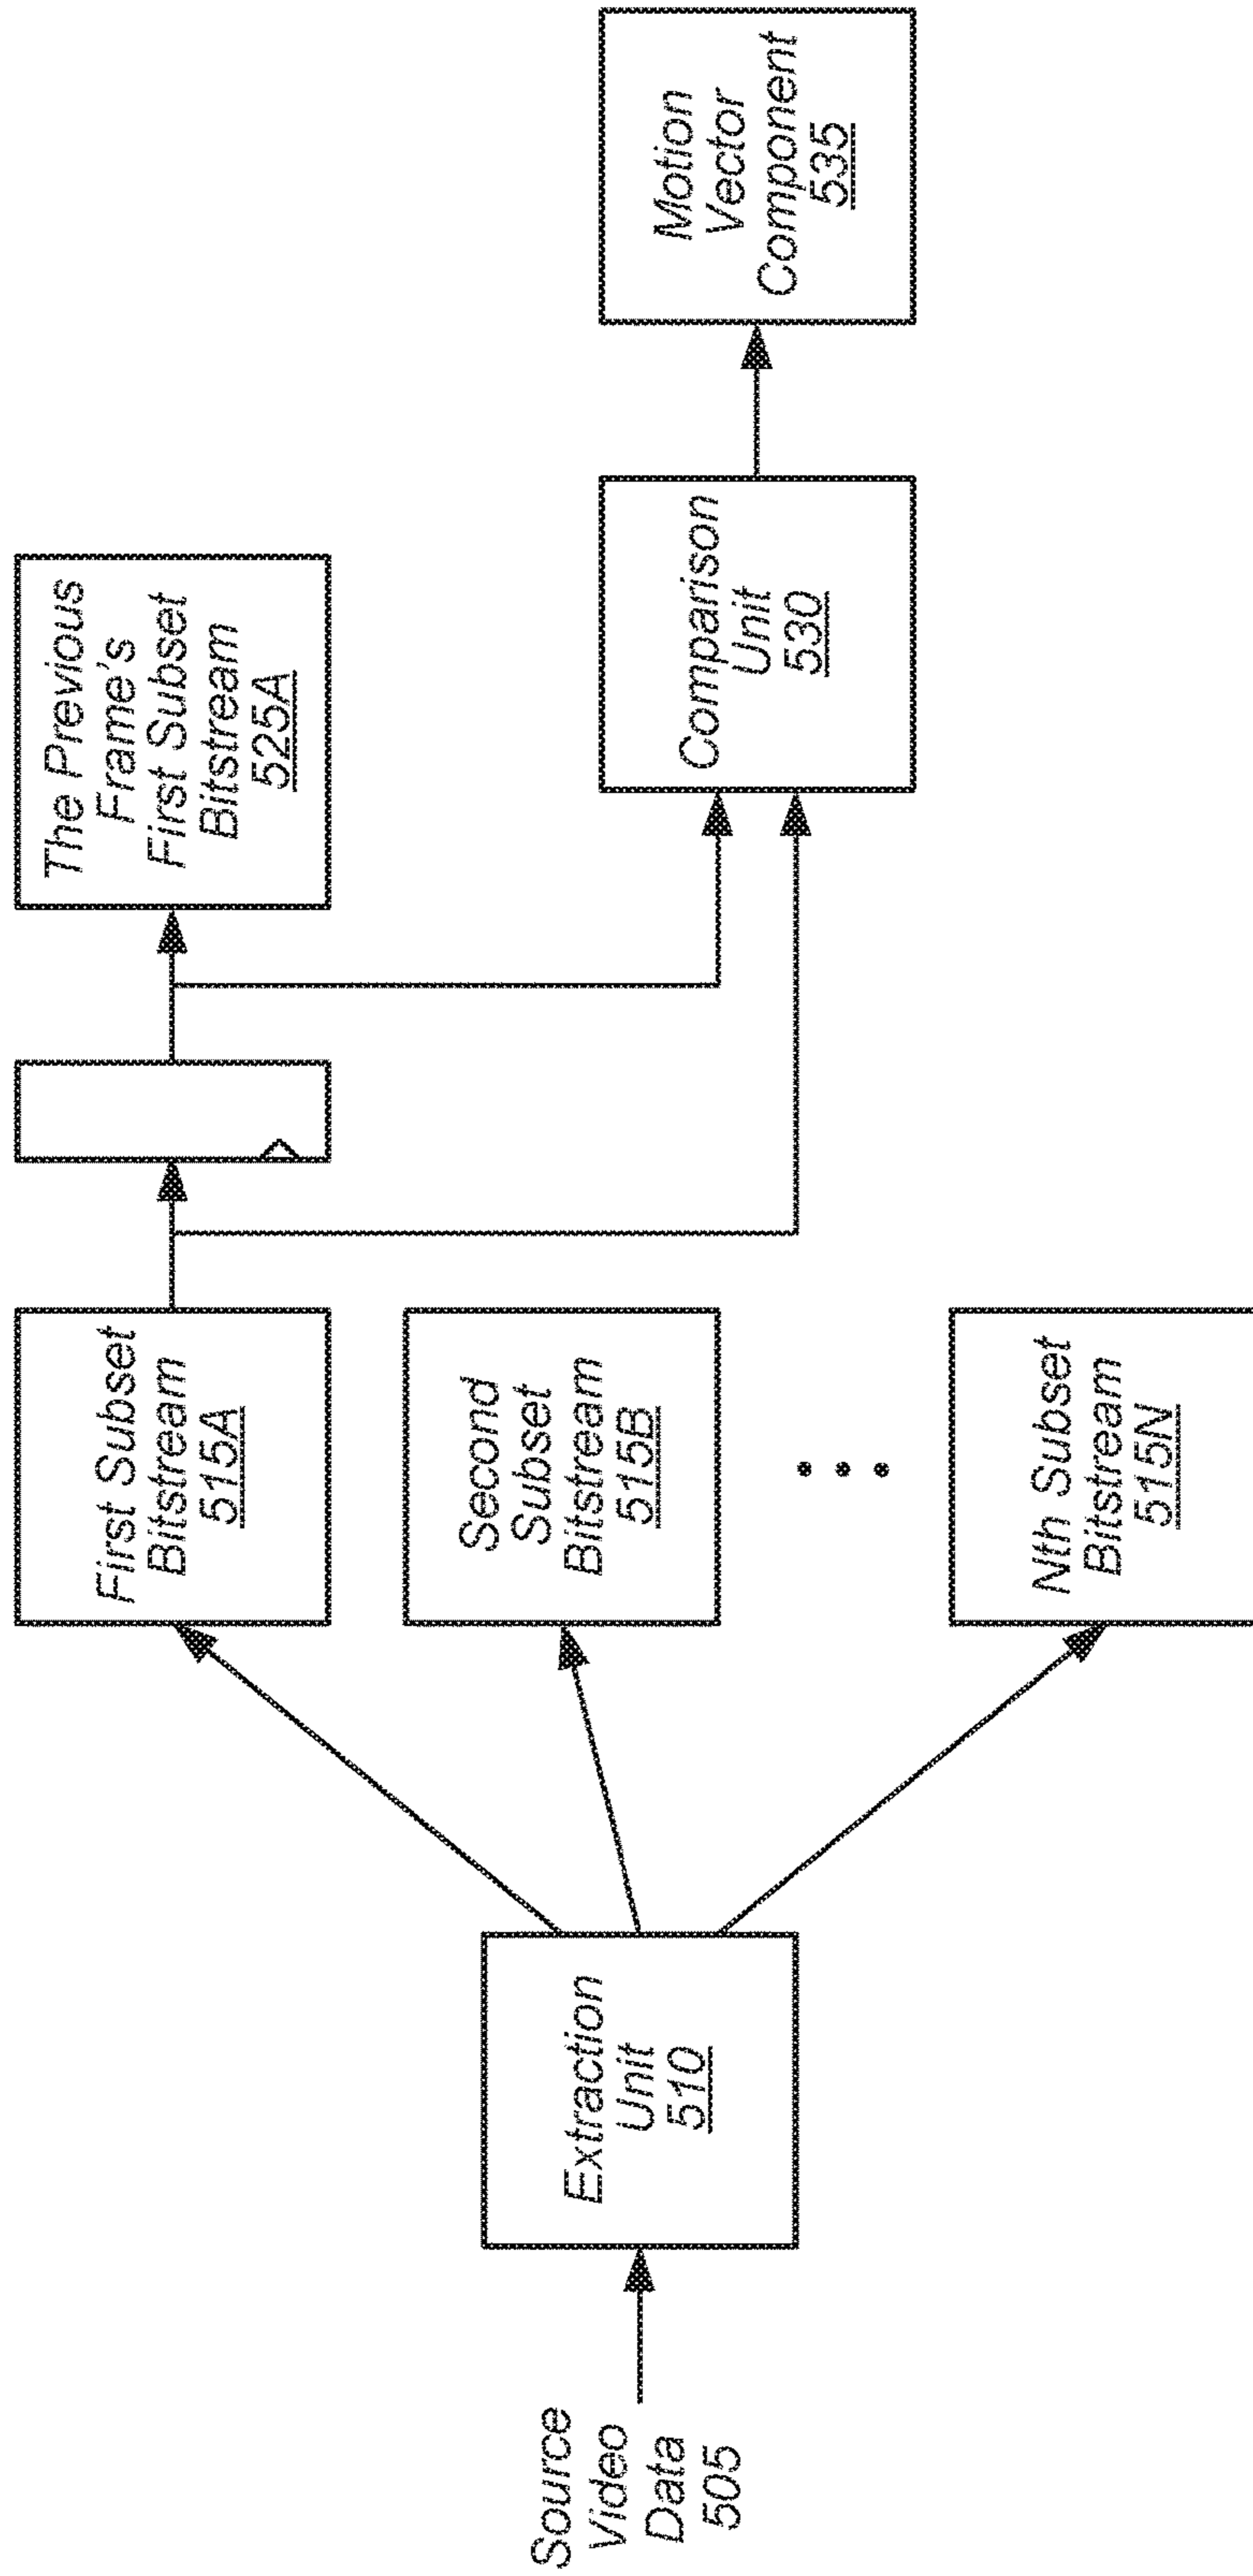 Source
Video
Data
505
Extraction
Unit
510
First Subset
Bitstream
515A
Second
Subset
Bitstream
515B
Nth Subset
Bitstream
515N
The Previous
Frame's
First Subset
Bitstream
525A
Comparison
Unit
530
Motion
Vector
Component
535